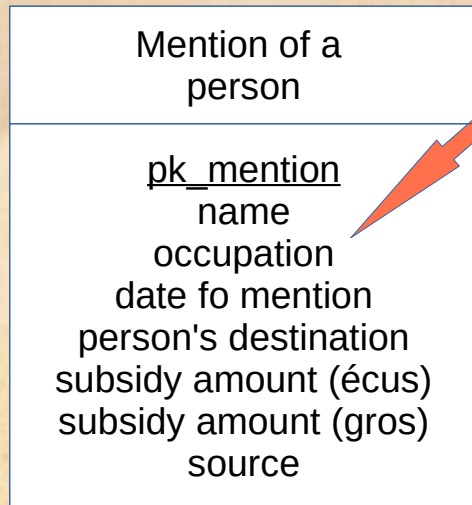 Mention of a
person
pk_mention
name
occupation
date fo mention
person's destination
subsidy amount (écus)
subsidy amount (gros)
source